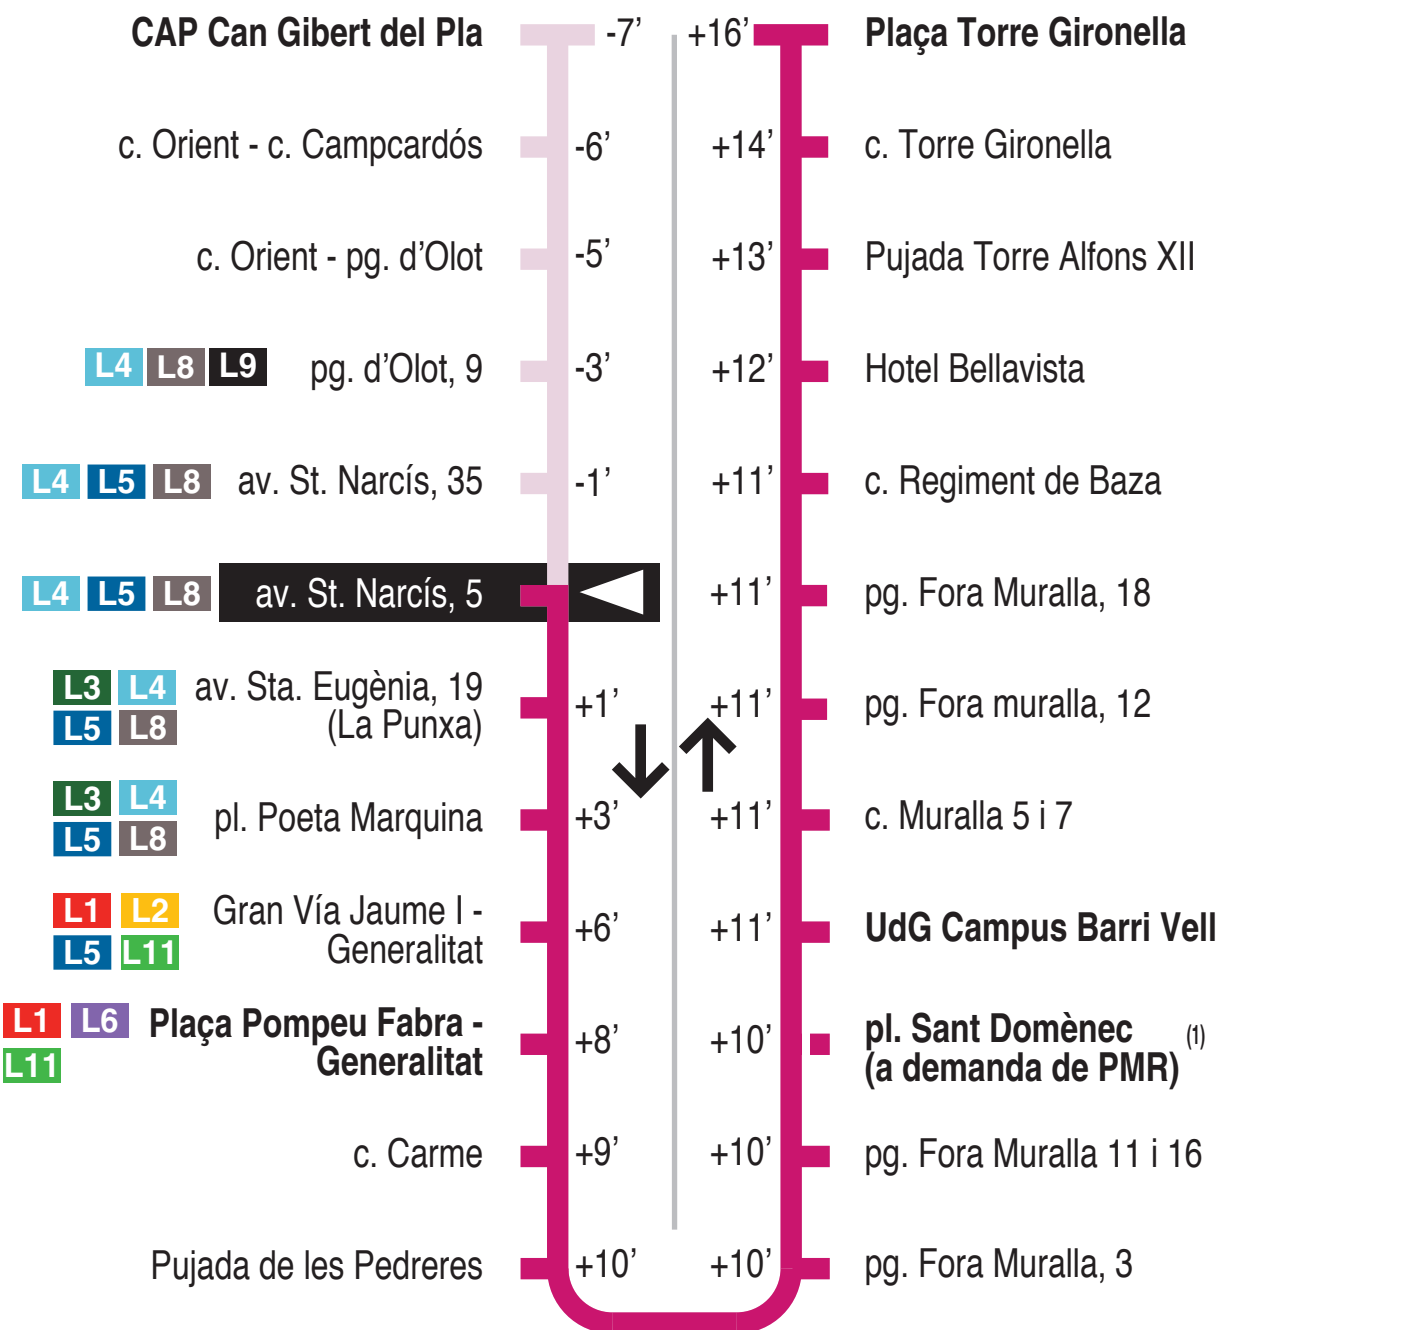 CAP Can Gibert del Pla -7’
c. Orient - c. Campcardós -6’
c. Orient - pg. d’Olot -5’
L4 L8 L9 pg. d’Olot, 9 -3’
L4 L5 L8 av. St. Narcís, 35 -1’
L4 L5 L8 av. St. Narcís, 5
L3 L4 av. Sta. Eugènia, 19
L5 L8 (La Punxa) +1’
L3 L4
L5 L8 pl. Poeta Marquina +3’
L1 L2 Gran Vía Jaume I -
L5 L11 Generalitat +6’
L1 L6 Plaça Pompeu Fabra -
L11 Generalitat +8’
c. Carme +9’
Pujada de les Pedreres +10’
+16’ Plaça Torre Gironella
+14’ c. Torre Gironella
+13’ Pujada Torre Alfons XII
+12’ Hotel Bellavista
+11’ c. Regiment de Baza
+11’ pg. Fora Muralla, 18
+11’ pg. Fora muralla, 12
+11’ c. Muralla 5 i 7
+11’ UdG Campus Barri Vell
+10’ pl. Sant Domènec (1)
(a demanda de PMR)
+10’ pg. Fora Muralla 11 i 16
+10’ pg. Fora Muralla, 3